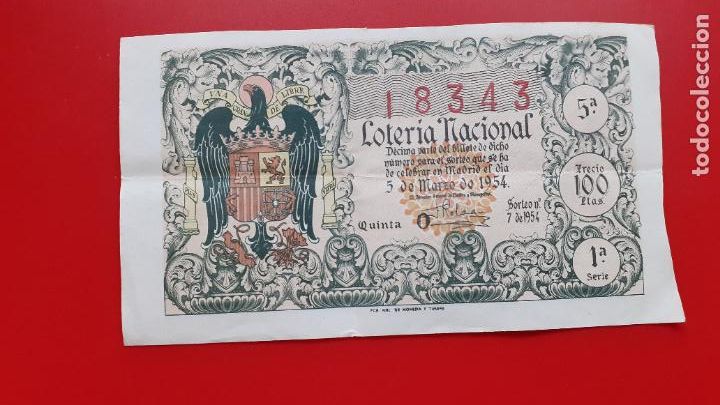 UNA GRANDE LIBRE
18343
Lotería Nacional
Décima parte del billete de dicho
número para el sorteo que se ha
de celebrar en Madrid el día
5 de Marzo de 1954.
Quinta
Sorteo nº
7 de 1954
5ª
Precio
100
Ptas.
1ª
Serie
todocoleccion